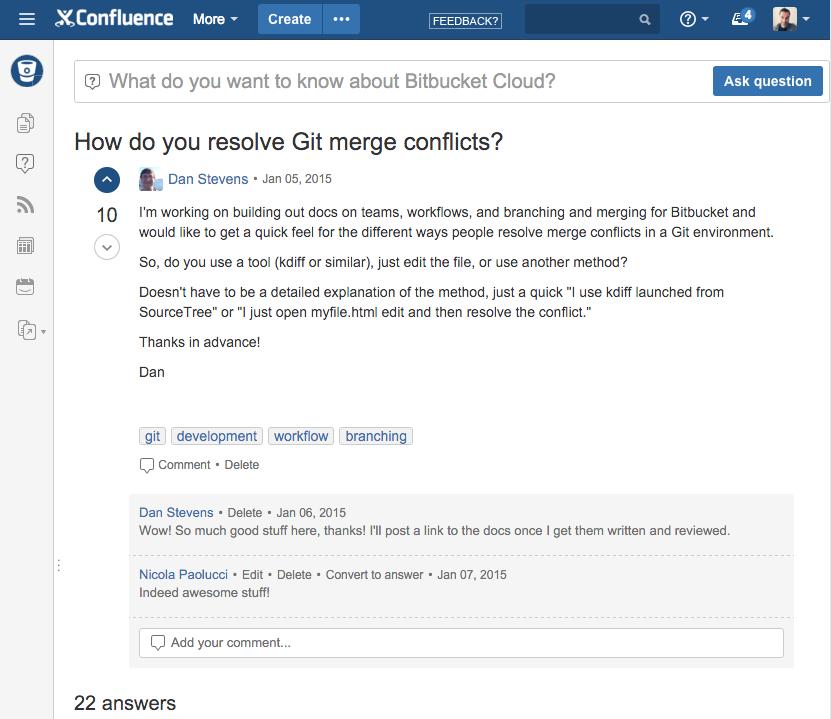 Confluence More Create ••• FEEDBACK? 4
What do you want to know about Bitbucket Cloud? Ask question
How do you resolve Git merge conflicts?
Dan Stevens • Jan 05, 2015
10
I'm working on building out docs on teams, workflows, and branching and merging for Bitbucket and
would like to get a quick feel for the different ways people resolve merge conflicts in a Git environment.
So, do you use a tool (kdiff or similar), just edit the file, or use another method?
Doesn't have to be a detailed explanation of the method, just a quick "I use kdiff launched from
SourceTree" or "I just open myfile.html edit and then resolve the conflict."
Thanks in advance!
Dan
git development workflow branching
Comment • Delete
Dan Stevens • Delete • Jan 06, 2015
Wow! So much good stuff here, thanks! I'll post a link to the docs once I get them written and reviewed.
Nicola Paolucci • Edit • Delete • Convert to answer • Jan 07, 2015
Indeed awesome stuff!
Add your comment...
22 answers